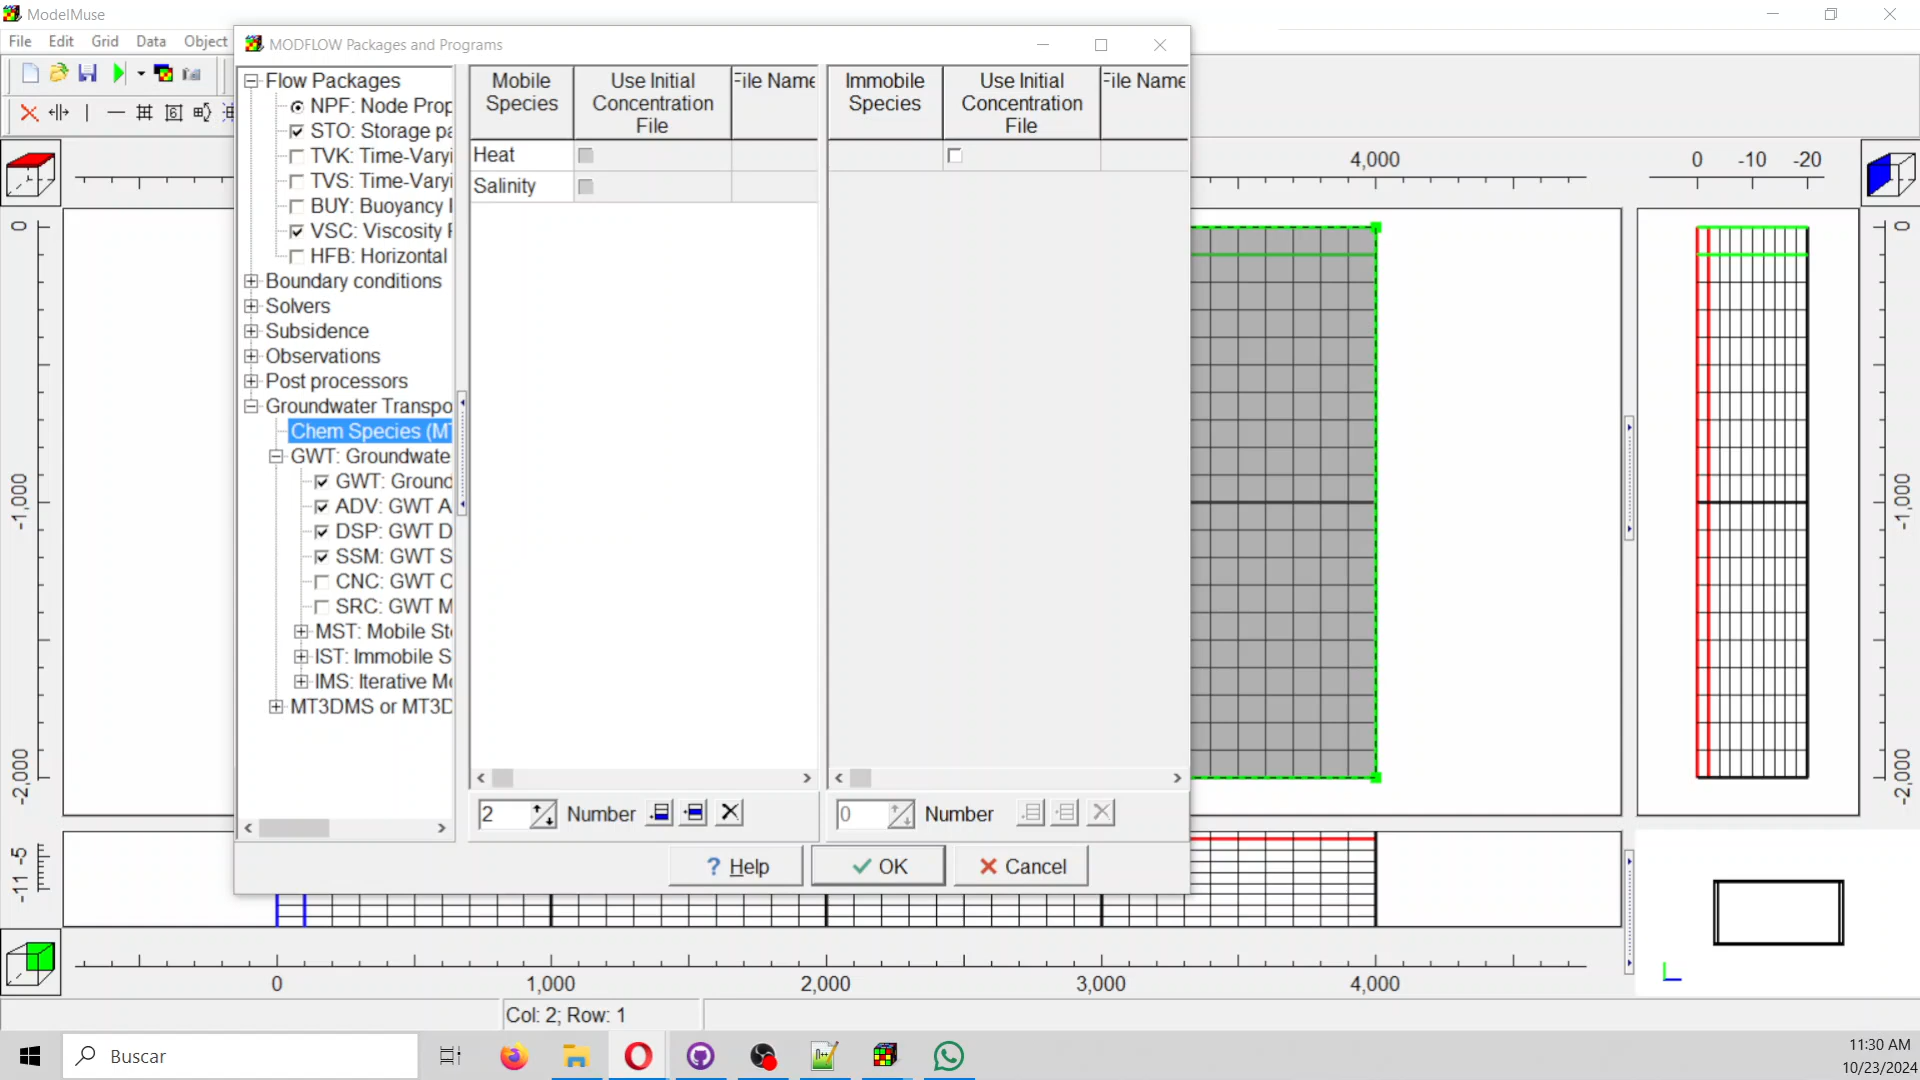 ModelMuse
File Edit Grid Data Object
MODFLOW Packages and Programs
Flow Packages
NPF: Node Prop
STO: Storage pa
TVK: Time-Varyi
TVS: Time-Varyi
BUY: Buoyancy
VSC: Viscosity
HFB: Horizontal
Boundary conditions
Solvers
Subsidence
Observations
Post processors
Groundwater Transpo
Chem Species (MT
GWT: Groundwate
GWT: Ground
ADV: GWT A
DSP: GWT D
SSM: GWT S
CNC: GWT C
SRC: GWT M
MST: Mobile Sto
IST: Immobile S
IMS: Iterative Mo
MT3DMS or MT3D
Mobile Species
Use Initial Concentration File
File Name
Heat
Salinity
2 Number
Immobile Species
Use Initial Concentration File
File Name
0 Number
? Help
OK
Cancel
4,000
0 -10 -20
0
-1,000
-2,000
-11 -5
0
-1,000
-2,000
0 1,000 2,000 3,000 4,000
Col: 2; Row: 1
Buscar
11:30 AM
10/23/2024